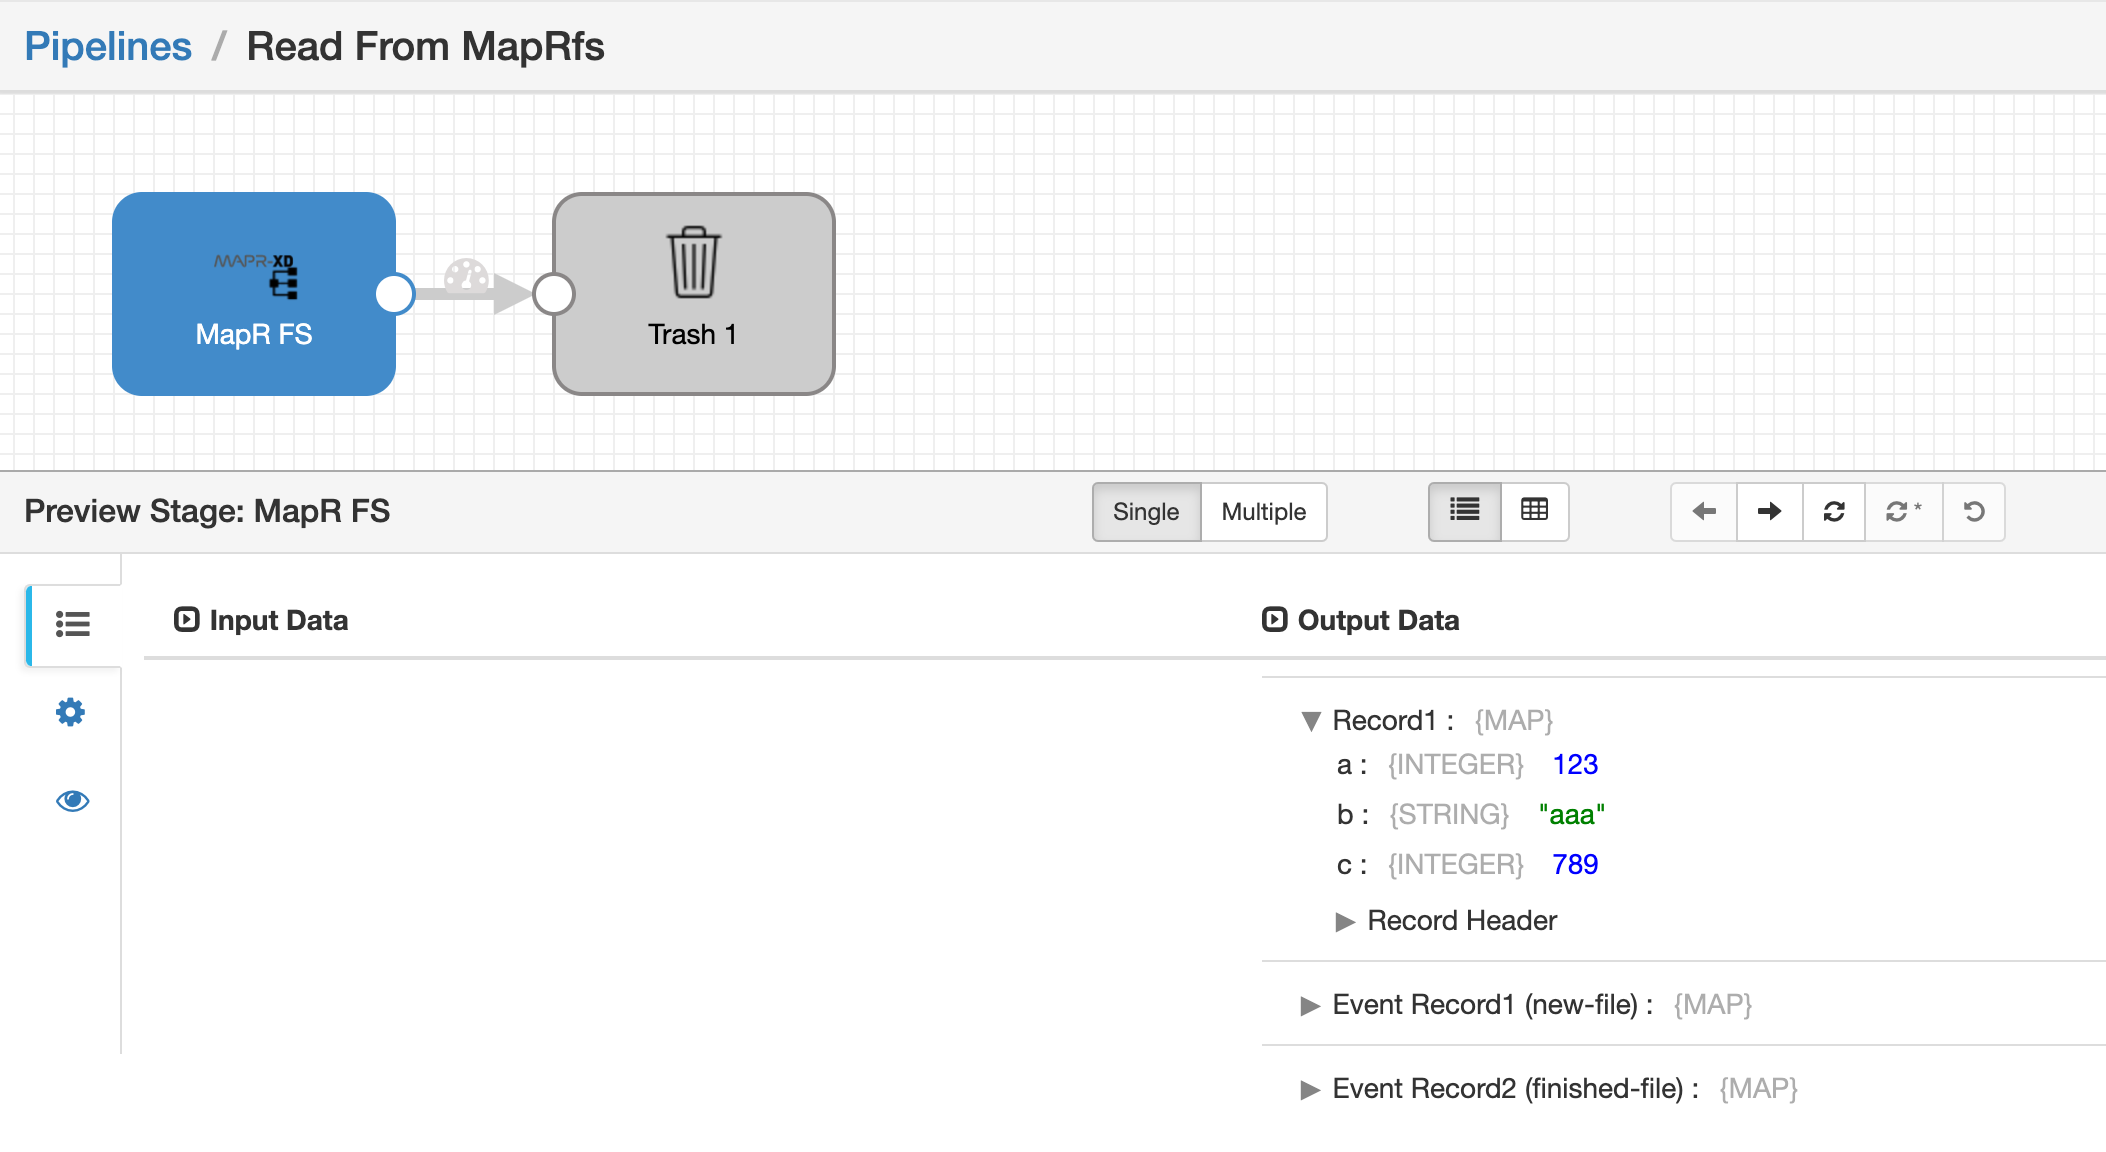 Pipelines / Read From MapRfs
MAPR-XD
MapR FS
Trash 1
Preview Stage: MapR FS
Single
Multiple
*
Input Data
Output Data
Record1 : {MAP}
a : {INTEGER} 123
b : {STRING} "aaa"
c : {INTEGER} 789
Record Header
Event Record1 (new-file) : {MAP}
Event Record2 (finished-file) : {MAP}